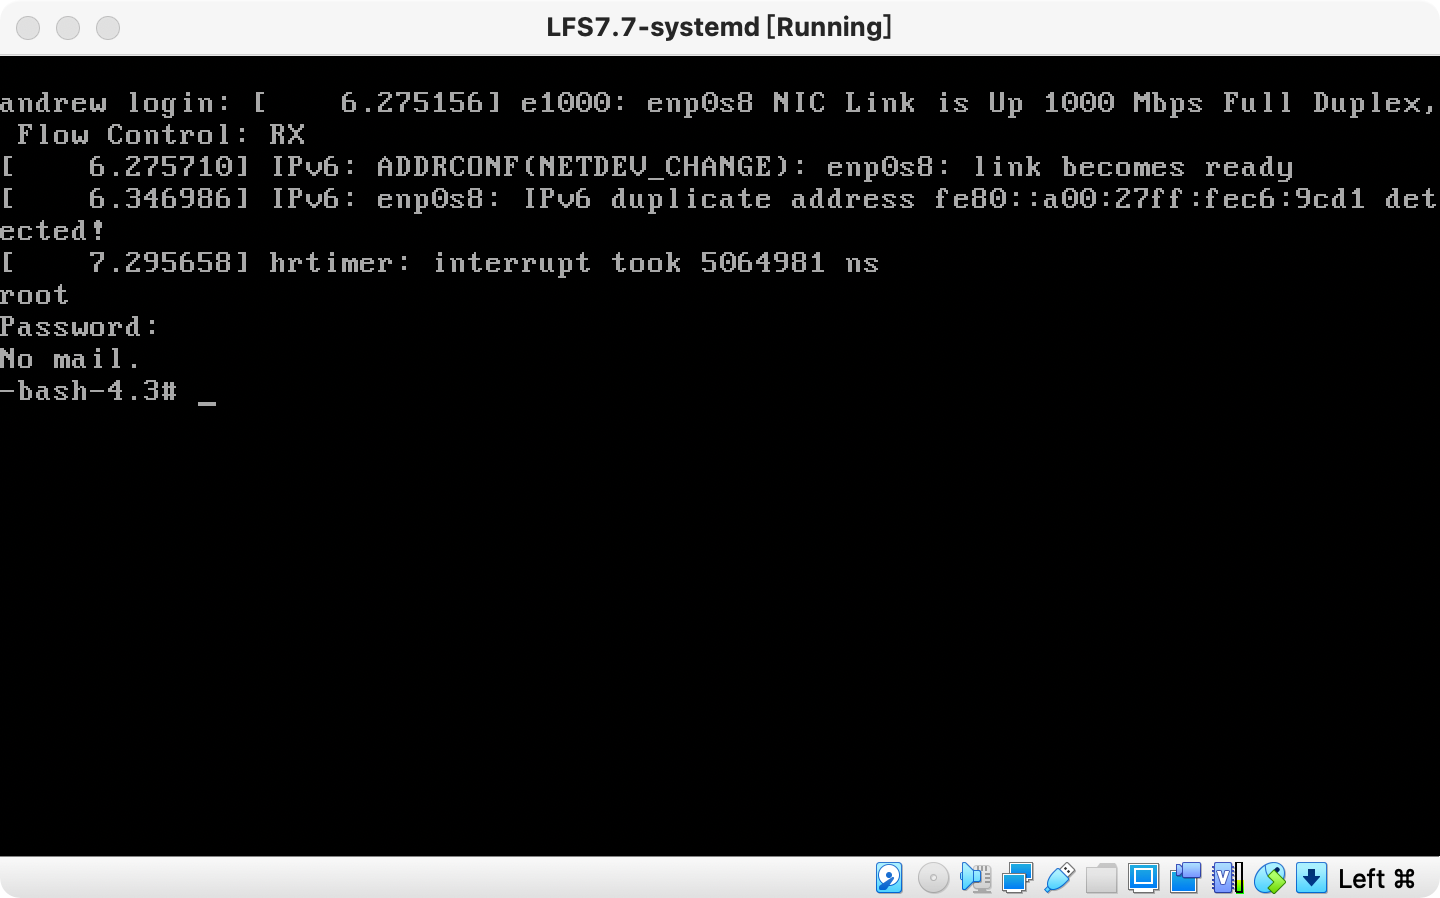 LFS7.7-systemd [Running]
andrew login: [    6.275156] e1000: enp0s8 NIC Link is Up 1000 Mbps Full Duplex,
 Flow Control: RX
[    6.275710] IPv6: ADDRCONF(NETDEV_CHANGE): enp0s8: link becomes ready
[    6.346986] IPv6: enp0s8: IPv6 duplicate address fe80::a00:27ff:fec6:9cd1 det
ected!
[    7.295658] hrtimer: interrupt took 5064981 ns
root
Password:
No mail.
-bash-4.3# _
Left ⌘